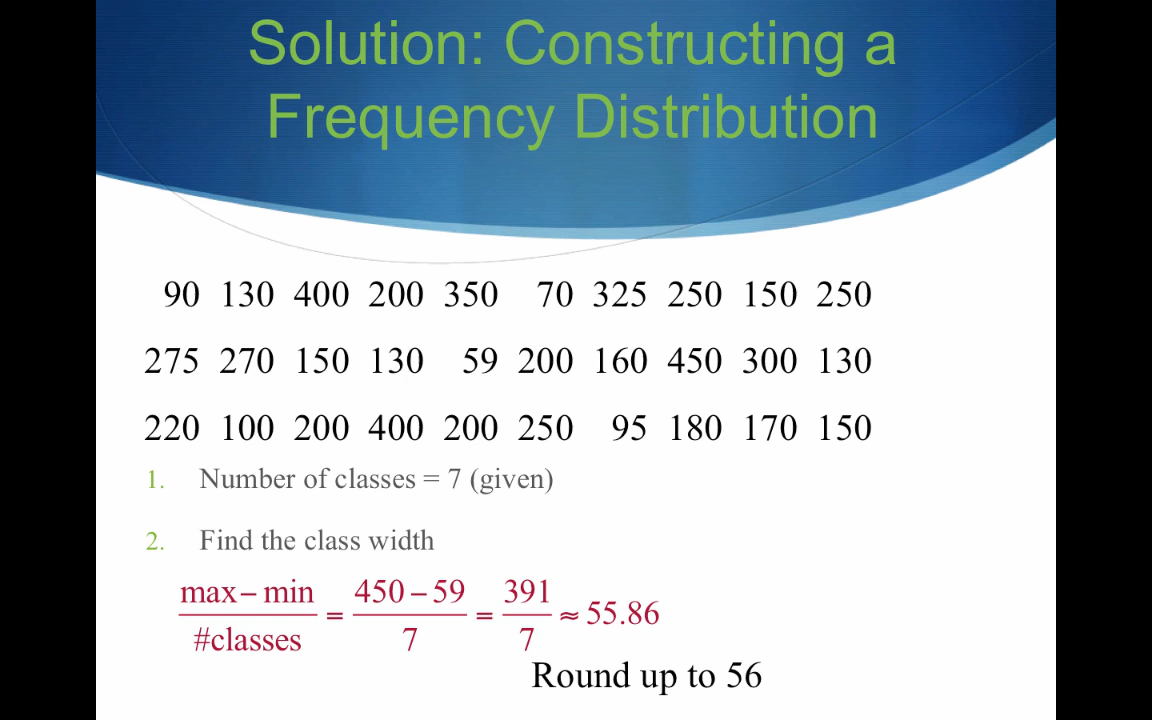 Solution: Constructing a
Frequency Distribution
90 130 400 200 350 70 325 250 150 250
275 270 150 130 59 200 160 450 300 130
220 100 200 400 200 250 95 180 170 150
1. Number of classes = 7 (given)
2. Find the class width
max − min / #classes = 450 − 59 / 7 = 391 / 7 ≈ 55.86
Round up to 56